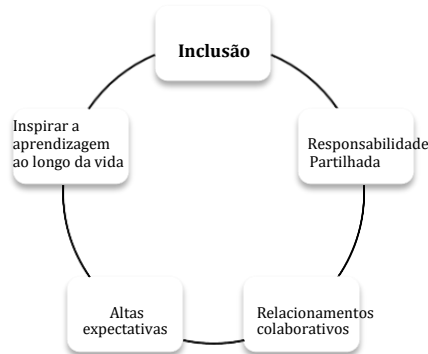 Inclusão
Responsabilidade
Partilhada
Relacionamentos
colaborativos
Altas
expectativas
Inspirar a
aprendizagem
ao longo da vida